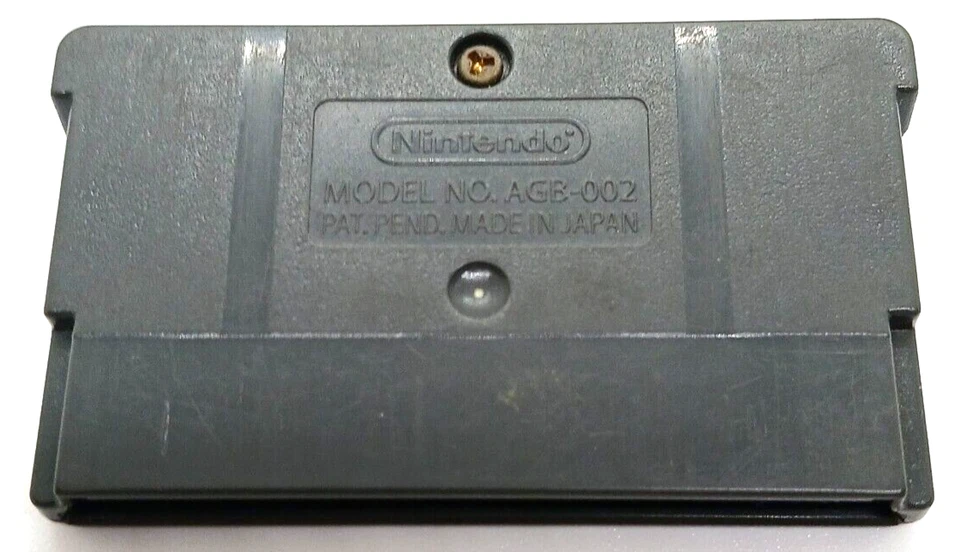 Nintendo
MODEL NO. AGB-002
PAT. PEND. MADE IN JAPAN